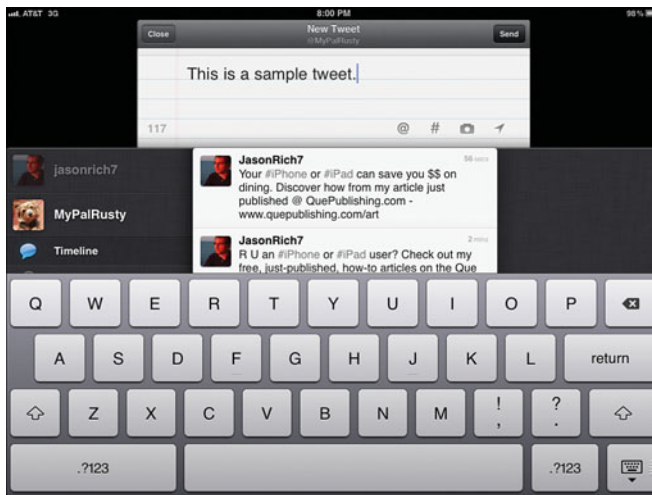 AT&T 3G
8:00 PM
98%
Close
New Tweet
@MyPalRusty
Send
This is a sample tweet.
117
@ #
jasonrich7
MyPalRusty
Timeline
JasonRich7
56 secs
Your #iPhone or #iPad can save you $$ on
dining. Discover how from my article just
published @ QuePublishing.com -
www.quepublishing.com/art
JasonRich7
2 mins
R U an #iPhone or #iPad user? Check out my
free, just-published, how-to articles on the Que
Q W E R T Y U I O P
A S D F G H J K L return
Z X C V B N M ! , ? .
.?123 .?123